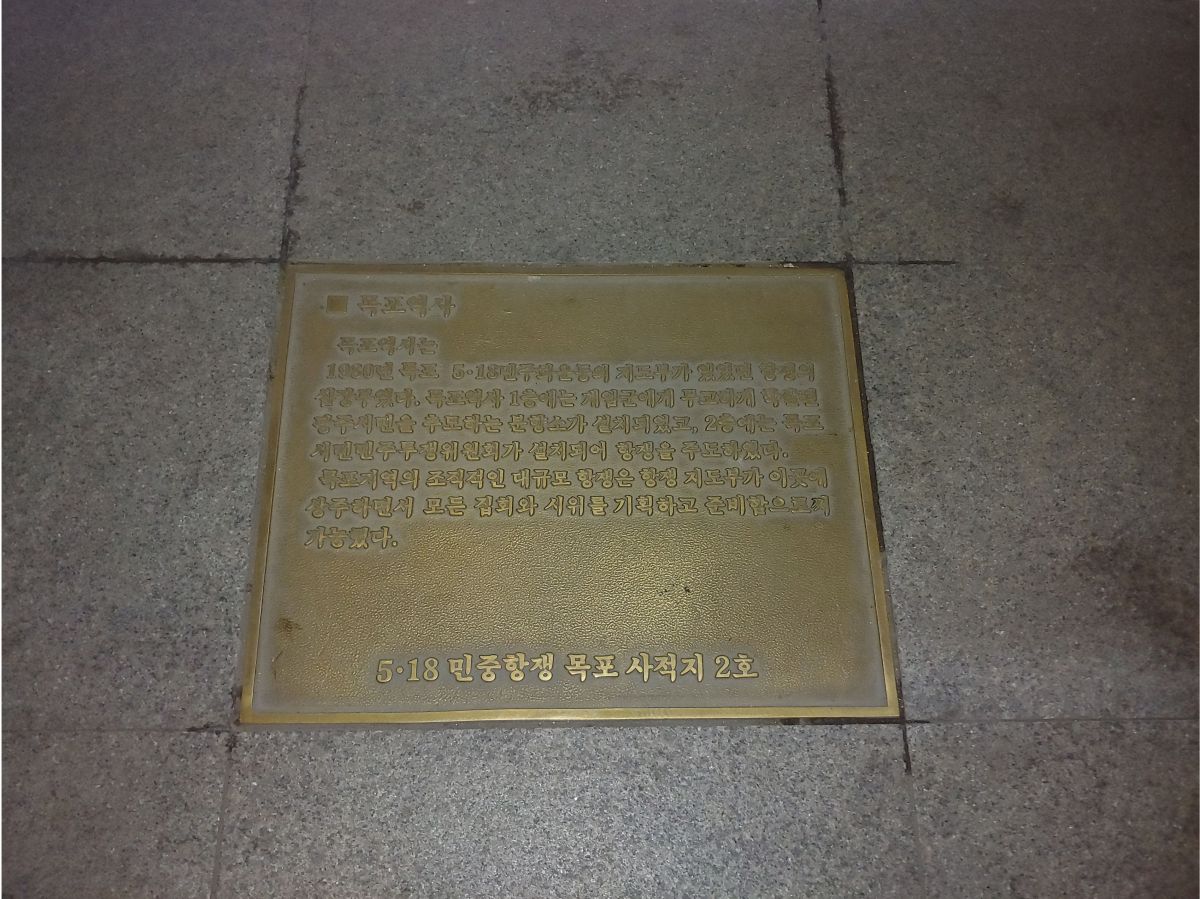 ■ 목포역사
목포역사는
1980년 목포 5·18민주화운동의 지도부가 있었던 항쟁의
심장부였다. 목포역사 1층에는 계엄군에게 무고하게 학살된
광주시민을 추도하는 분향소가 설치되었고, 2층에는 목포
시민민주투쟁위원회가 설치되어 항쟁을 주도하였다.
목포지역의 조직적인 대규모 항쟁은 항쟁 지도부가 이곳에
상주하면서 모든 집회와 시위를 기획하고 준비함으로써
가능했다.
5·18 민중항쟁 목포 사적지 2호